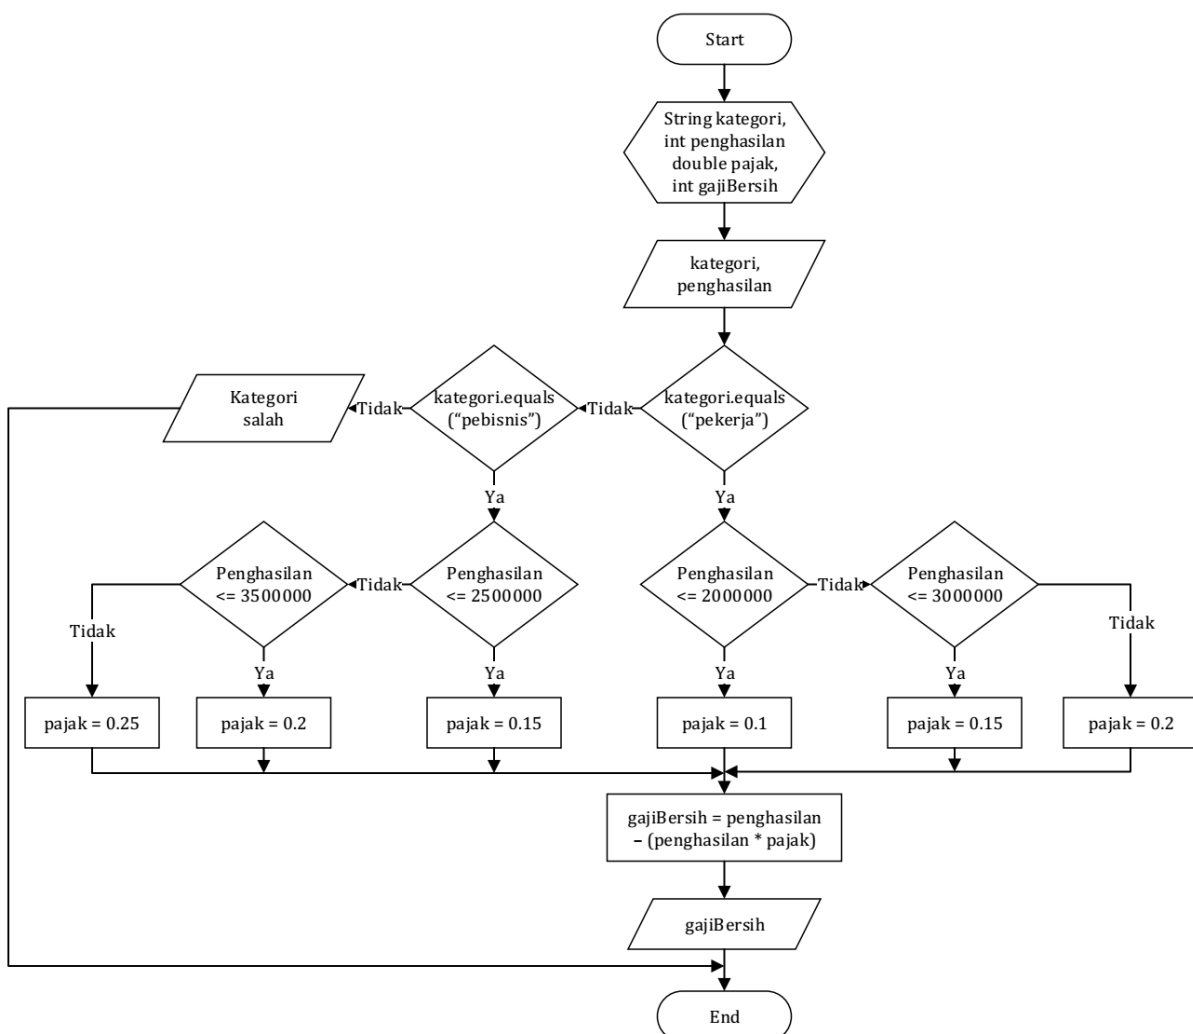 Start
String kategori,
int penghasilan
double pajak,
int gajiBersih
kategori,
penghasilan
Kategori
salah
Tidak
kategori.equals
(“pebisnis”)
Tidak
kategori.equals
(“pekerja”)
Ya
Ya
Penghasilan
<= 3500000
Tidak
Penghasilan
<= 2500000
Penghasilan
<= 2000000
Tidak
Penghasilan
<= 3000000
Tidak
Tidak
Ya
Ya
Ya
Ya
pajak = 0.25
pajak = 0.2
pajak = 0.15
pajak = 0.1
pajak = 0.15
pajak = 0.2
gajiBersih = penghasilan
– (penghasilan * pajak)
gajiBersih
End